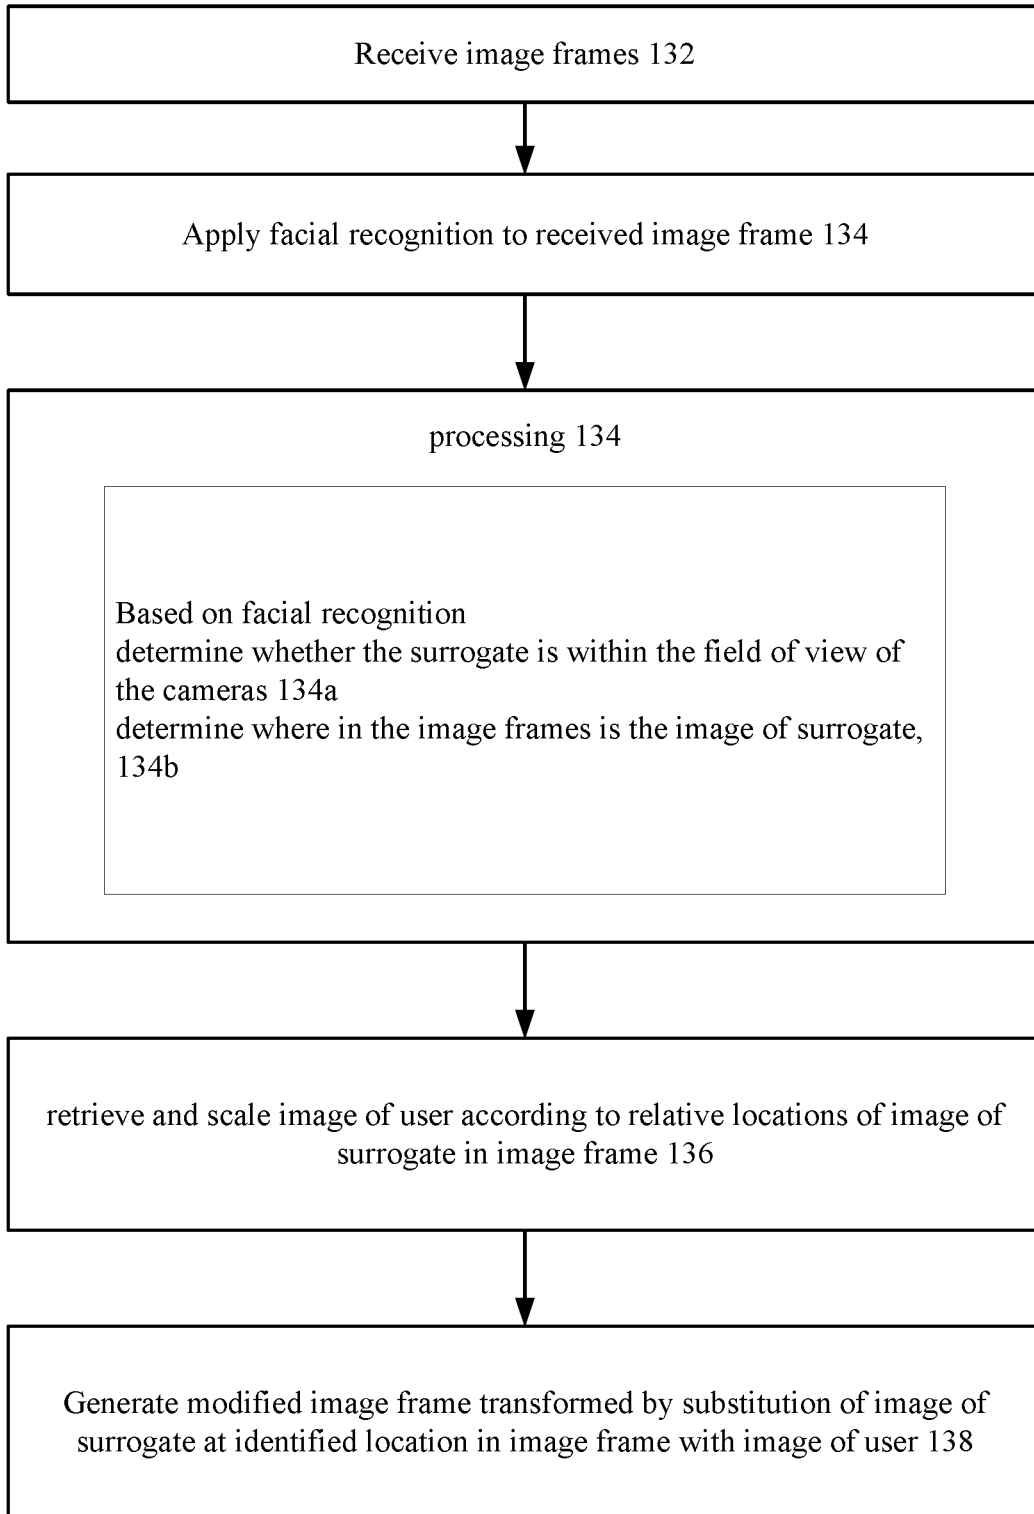 Receive image frames 132
Apply facial recognition to received image frame 134
processing 134
Based on facial recognition
determine whether the surrogate is within the field of view of
the cameras 134a
determine where in the image frames is the image of surrogate,
134b
retrieve and scale image of user according to relative locations of image of
surrogate in image frame 136
Generate modified image frame transformed by substitution of image of
surrogate at identified location in image frame with image of user 138